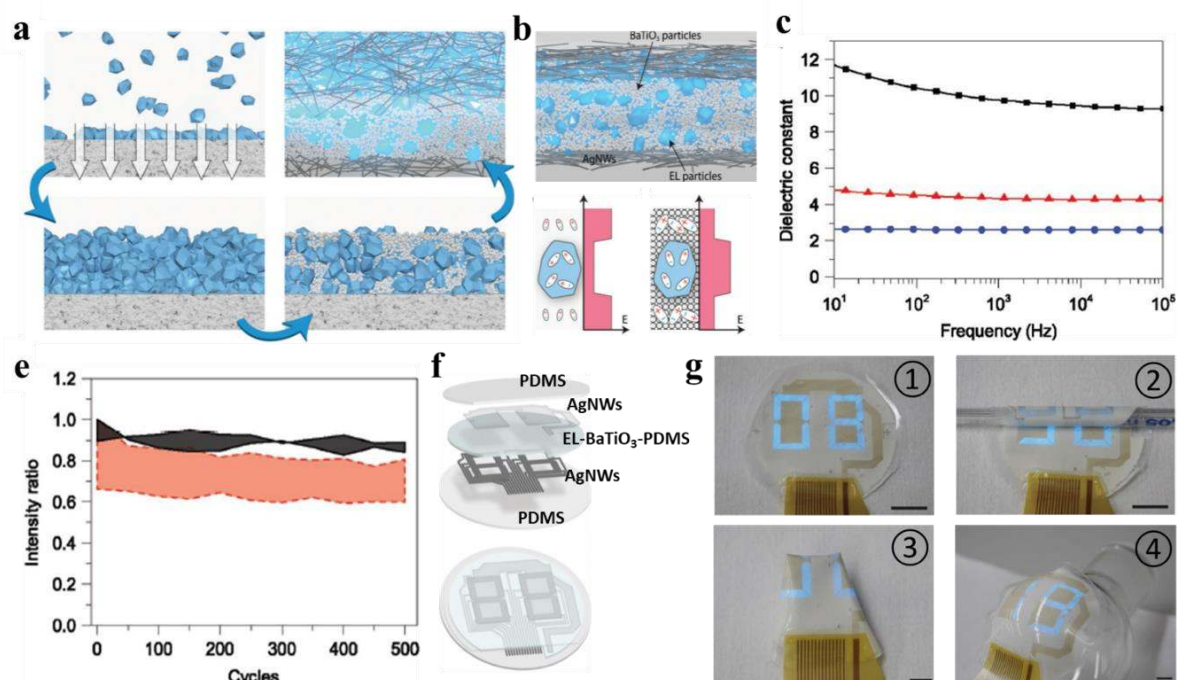 a
b
BaTiO₃ particles
AgNWs
EL particles
E
E
c
Dielectric constant
12
10
8
6
4
2
0
10¹
10²
10³
10⁴
10⁵
Frequency (Hz)
e
Intensity ratio
1.2
1.0
0.8
0.6
0.4
0.2
0.0
0
100
200
300
400
500
Cycles
f
PDMS
AgNWs
EL-BaTiO₃-PDMS
AgNWs
PDMS
g
①
②
③
④